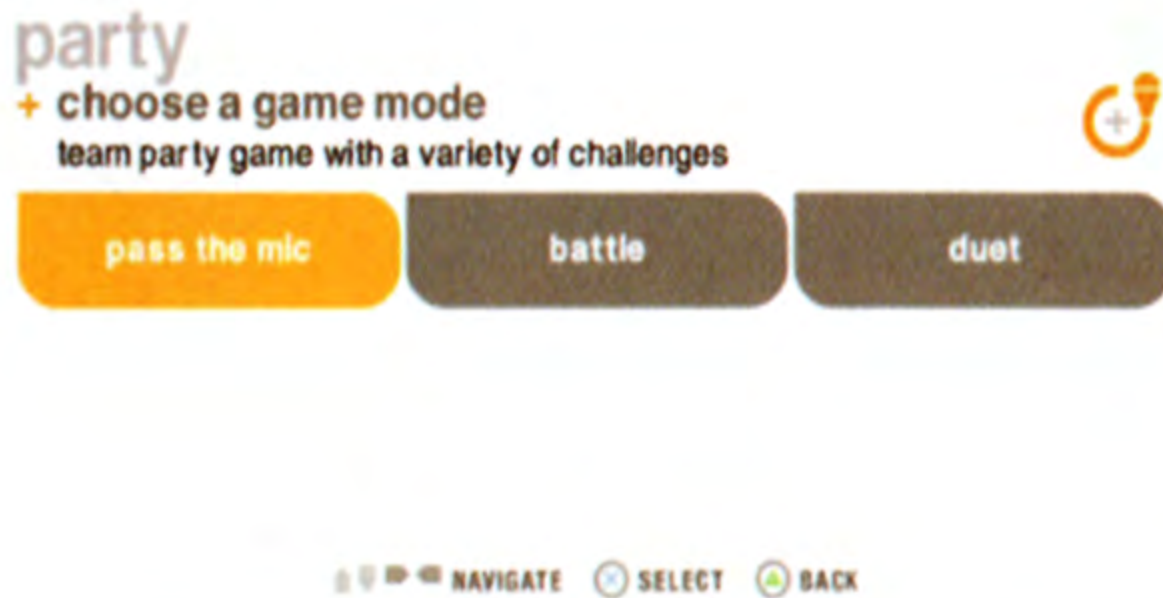 party
+ choose a game mode
team party game with a variety of challenges
pass the mic
battle
duet
NAVIGATE SELECT BACK